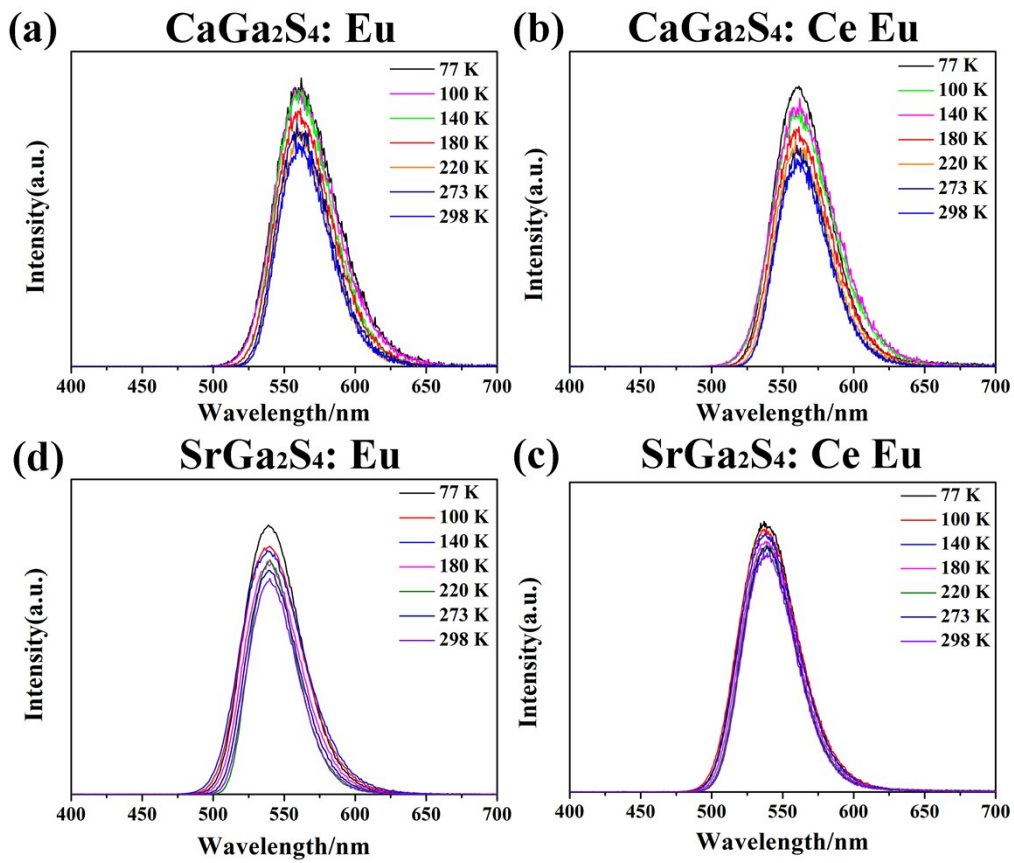 (a) CaGa₂S₄: Eu
77 K
100 K
140 K
180 K
220 K
273 K
298 K
Intensity(a.u.)
400 450 500 550 600 650 700
Wavelength/nm
(b) CaGa₂S₄: Ce Eu
77 K
100 K
140 K
180 K
220 K
273 K
298 K
Intensity(a.u.)
400 450 500 550 600 650 700
Wavelength/nm
(d) SrGa₂S₄: Eu
77 K
100 K
140 K
180 K
220 K
273 K
298 K
Intensity(a.u.)
400 450 500 550 600 650 700
Wavelength/nm
(c) SrGa₂S₄: Ce Eu
77 K
100 K
140 K
180 K
220 K
273 K
298 K
Intensity(a.u.)
400 450 500 550 600 650 700
Wavelength/nm